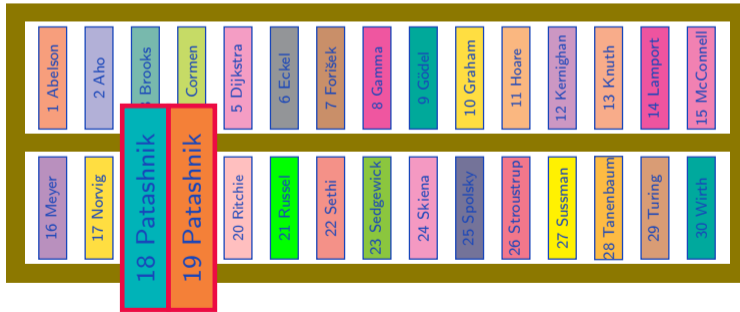 1 Abelson
2 Aho
Brooks
Cormen
5 Dijkstra
6 Eckel
7 Forišek
8 Gamma
9 Gödel
10 Graham
11 Hoare
12 Kernighan
13 Knuth
14 Lamport
15 McConnell
16 Meyer
17 Norvig
18 Patashnik
19 Patashnik
20 Ritchie
21 Russel
22 Sethi
23 Sedgewick
24 Skiena
25 Spolsky
26 Stroustrup
27 Sussman
28 Tanenbaum
29 Turing
30 Wirth